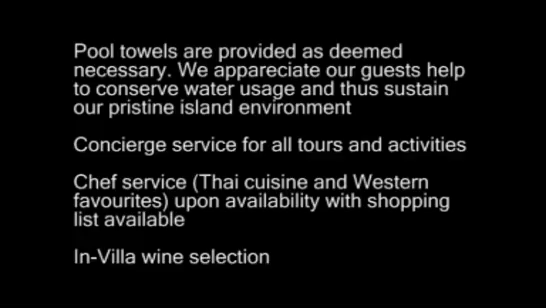 Pool towels are provided as deemed
necessary. We appareciate our guests help
to conserve water usage and thus sustain
our pristine island environment
Concierge service for all tours and activities
Chef service (Thai cuisine and Western
favourites) upon availability with shopping
list available
In-Villa wine selection